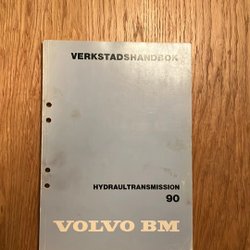 VERKSTADSHANDBOK
HYDRAULTRANSMISSION
90
VOLVO BM